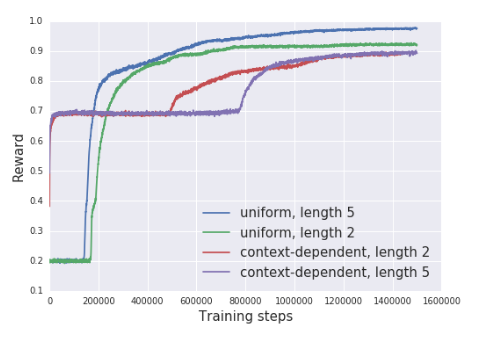 1.0
0.9
0.8
0.7
0.6
0.5
0.4
0.3
0.2
0.1
Reward
uniform, length 5
uniform, length 2
context-dependent, length 2
context-dependent, length 5
0 200000 400000 600000 800000 1000000 1200000 1400000 1600000
Training steps